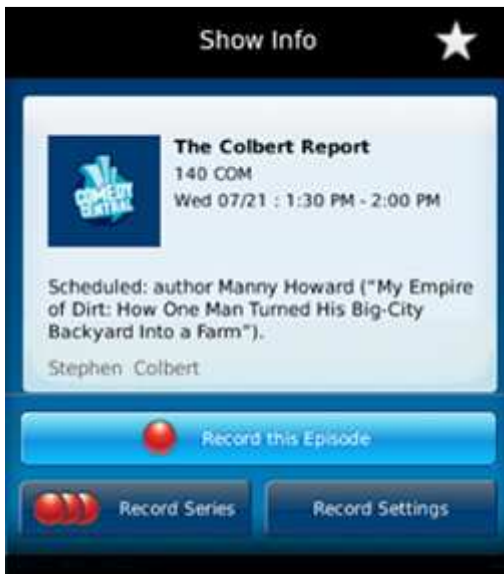 Show Info
COMEDY
CENTRAL
The Colbert Report
140 COM
Wed 07/21 : 1:30 PM - 2:00 PM
Scheduled: author Manny Howard ("My Empire
of Dirt: How One Man Turned His Big-City
Backyard Into a Farm").
Stephen Colbert
Record this Episode
Record Series
Record Settings